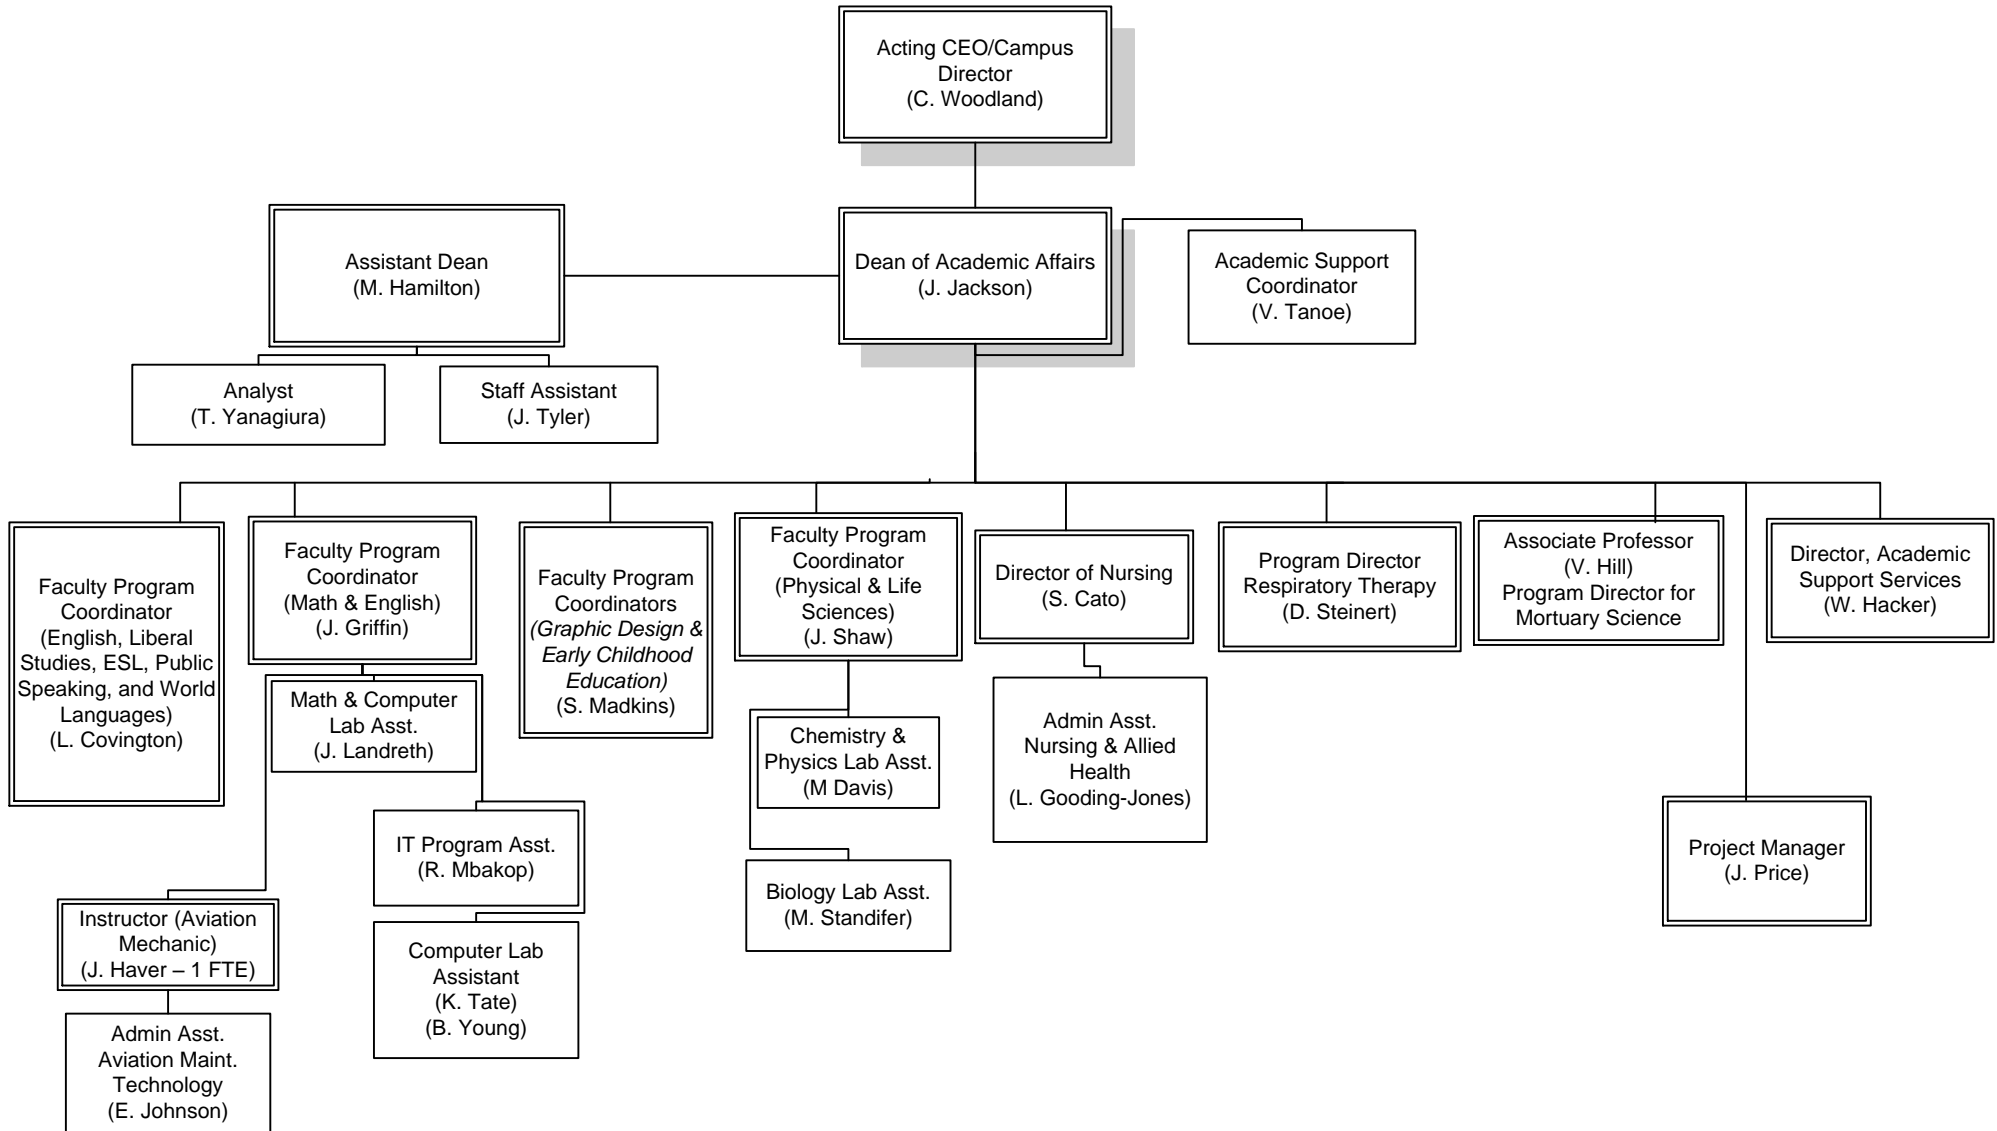 Acting CEO/Campus
Director
(C. Woodland)
Assistant Dean
(M. Hamilton)
Dean of Academic Affairs
(J. Jackson)
Academic Support
Coordinator
(V. Tanoe)
Analyst
(T. Yanagiura)
Staff Assistant
(J. Tyler)
Faculty Program
Coordinator
(English, Liberal
Studies, ESL, Public
Speaking, and World
Languages)
(L. Covington)
Faculty Program
Coordinator
(Math & English)
(J. Griffin)
Faculty Program
Coordinators
(Graphic Design &
Early Childhood
Education)
(S. Madkins)
Faculty Program
Coordinator
(Physical & Life
Sciences)
(J. Shaw)
Director of Nursing
(S. Cato)
Program Director
Respiratory Therapy
(D. Steinert)
Associate Professor
(V. Hill)
Program Director for
Mortuary Science
Director, Academic
Support Services
(W. Hacker)
Math & Computer
Lab Asst.
(J. Landreth)
Chemistry &
Physics Lab Asst.
(M Davis)
Admin Asst.
Nursing & Allied
Health
(L. Gooding-Jones)
IT Program Asst.
(R. Mbakop)
Project Manager
(J. Price)
Biology Lab Asst.
(M. Standifer)
Instructor (Aviation
Mechanic)
(J. Haver – 1 FTE)
Computer Lab
Assistant
(K. Tate)
(B. Young)
Admin Asst.
Aviation Maint.
Technology
(E. Johnson)